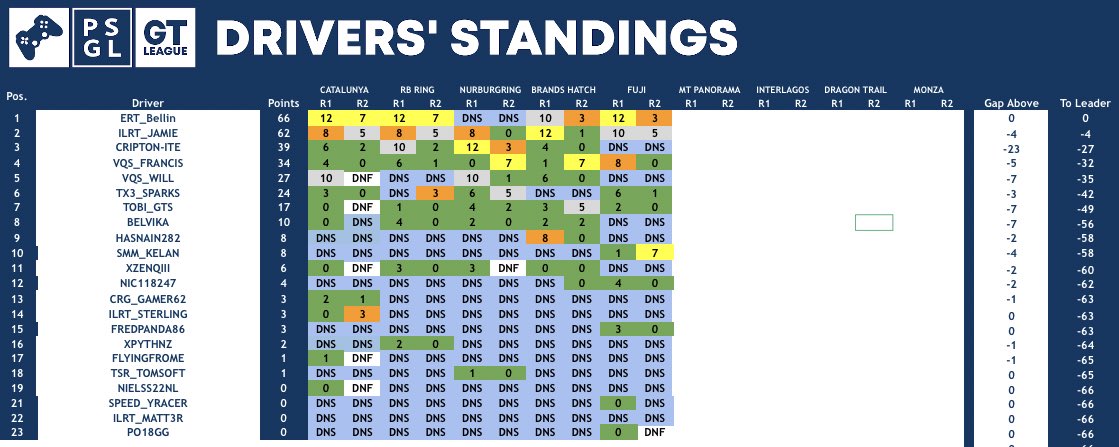 PS
GL
GT
LEAGUE
DRIVERS' STANDINGS
CATALUNYA RB RING NURBURGRING BRANDS HATCH FUJI MT PANORAMA INTERLAGOS DRAGON TRAIL MONZA
Pos. Driver Points R1 R2 R1 R2 R1 R2 R1 R2 R1 R2 R1 R2 R1 R2 R1 R2 R1 R2 Gap Above To Leader
1 ERT_Bellin 66 12 7 12 7 DNS DNS 10 3 12 3 0 0
2 ILRT_JAMIE 62 8 5 8 5 8 0 12 1 10 5 -4 -4
3 CRIPTON-ITE 39 6 2 10 2 12 3 4 0 DNS DNS -23 -27
4 VQS_FRANCIS 34 4 0 6 1 0 7 1 7 8 0 -5 -32
5 VQS_WILL 27 10 DNF DNS DNS 10 1 6 0 DNS DNS -7 -35
6 TX3_SPARKS 24 3 0 DNS 3 6 5 DNS DNS 6 1 -3 -42
7 TOBI_GTS 17 0 DNF 1 0 4 2 3 5 2 0 -7 -49
8 BELVIKA 10 0 DNS 4 0 2 0 2 2 DNS DNS -7 -56
9 HASNAIN282 8 DNS DNS DNS DNS DNS DNS 8 0 DNS DNS -2 -58
10 SMM_KELAN 8 DNS DNS DNS DNS DNS DNS DNS DNS 1 7 -4 -58
11 XZENQIII 6 0 DNF 3 0 3 DNF 0 0 DNS DNS -2 -60
12 NIC118247 4 DNS DNS DNS DNS DNS DNS DNS 0 4 0 -2 -62
13 CRG_GAMER62 3 2 1 DNS DNS DNS DNS DNS DNS DNS DNS -1 -63
14 ILRT_STERLING 3 0 3 DNS DNS DNS DNS DNS DNS DNS DNS 0 -63
15 FREDPANDA86 3 DNS DNS DNS DNS DNS DNS DNS DNS 3 0 0 -63
16 XPYTHNZ 2 DNS DNS 2 0 DNS DNS DNS DNS DNS DNS -1 -64
17 FLYINGFROME 1 1 DNF DNS DNS DNS DNS DNS DNS DNS DNS -1 -65
18 TSR_TOMSOFT 1 DNS DNS DNS DNS 1 0 DNS DNS DNS DNS 0 -65
19 NIELSS22NL 0 0 DNF DNS DNS DNS DNS DNS DNS DNS DNS 0 -66
21 SPEED_YRACER 0 DNS DNS DNS DNS DNS DNS DNS DNS 0 DNS 0 -66
22 ILRT_MATT3R 0 DNS DNS DNS DNS DNS DNS DNS DNS DNS DNS 0 -66
23 PO18GG 0 DNS DNS DNS DNS DNS DNS DNS DNS 0 DNF 0 -66